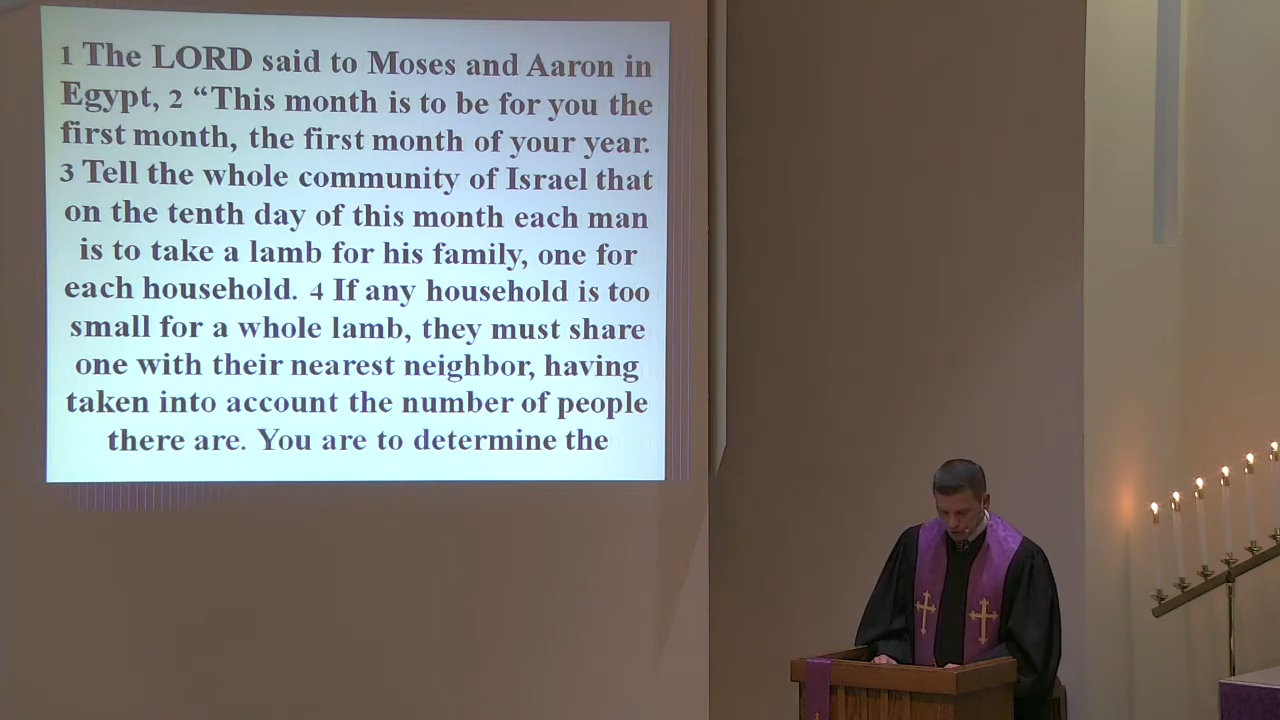 1 The LORD said to Moses and Aaron in
Egypt, 2 “This month is to be for you the
first month, the first month of your year.
3 Tell the whole community of Israel that
on the tenth day of this month each man
is to take a lamb for his family, one for
each household. 4 If any household is too
small for a whole lamb, they must share
one with their nearest neighbor, having
taken into account the number of people
there are. You are to determine the